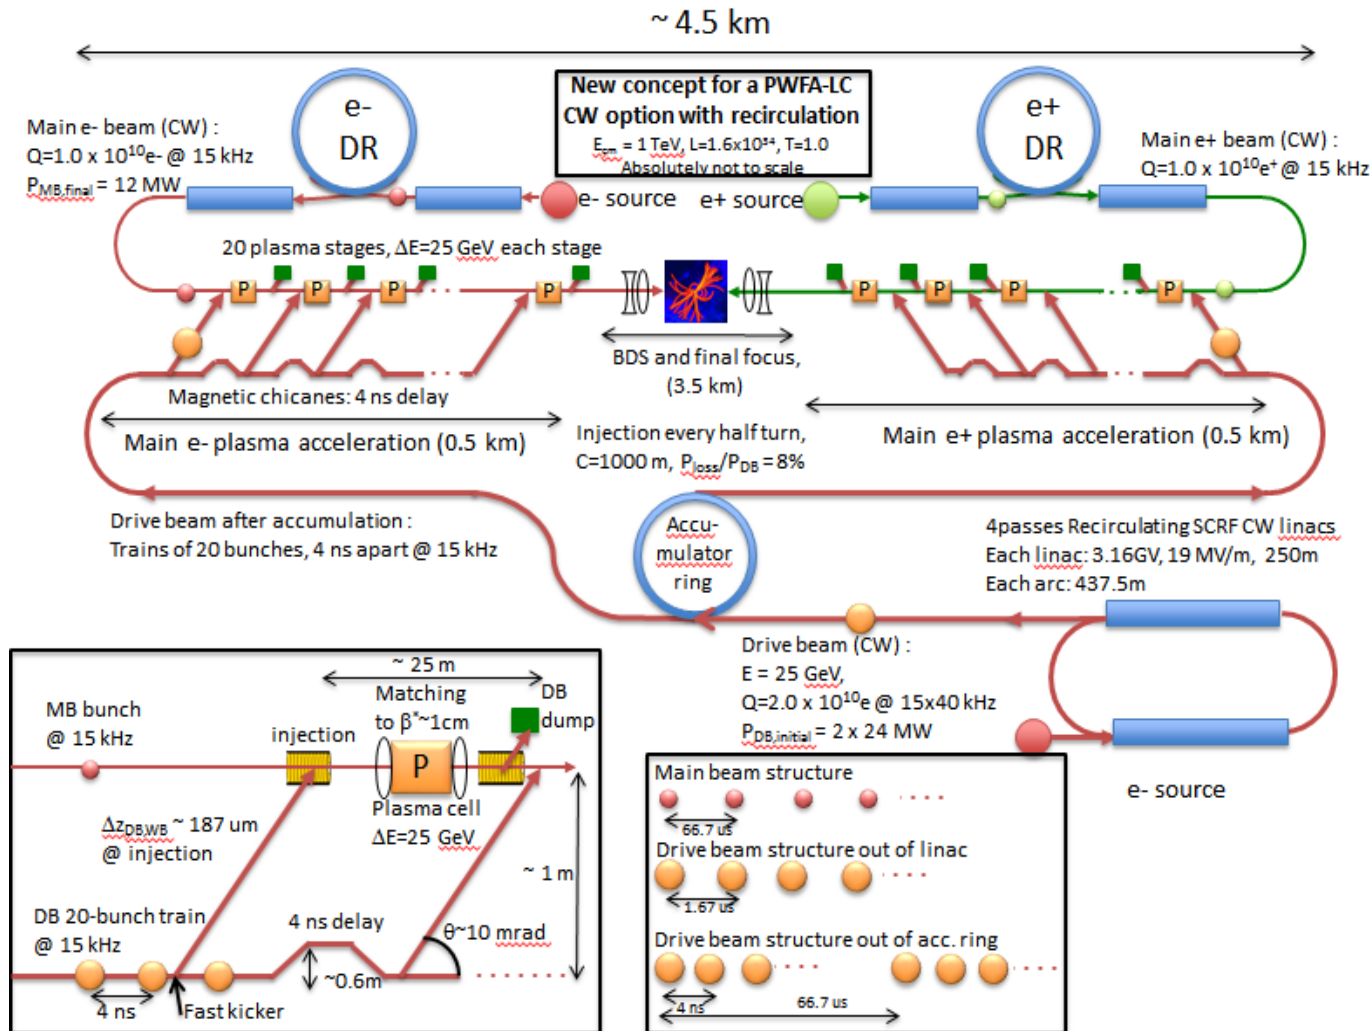 ~ 4.5 km
New concept for a PWFA-LC
CW option with recirculation
E_cm = 1 TeV, L=1.6x10³⁴, T=1.0
Absolutely not to scale
e-
DR
e+
DR
Main e- beam (CW) :
Q=1.0 x 10¹⁰e- @ 15 kHz
P_MB,final = 12 MW
Main e+ beam (CW) :
Q=1.0 x 10¹⁰e⁺ @ 15 kHz
e- source
e+ source
20 plasma stages, ΔE=25 GeV each stage
P
P
P
P
P
P
P
P
BDS and final focus,
(3.5 km)
Magnetic chicanes: 4 ns delay
Main e- plasma acceleration (0.5 km)
Main e+ plasma acceleration (0.5 km)
Injection every half turn,
C=1000 m, P_loss/P_DB = 8%
Drive beam after accumulation :
Trains of 20 bunches, 4 ns apart @ 15 kHz
Accu-
mulator
ring
4passes Recirculating SCRF CW linacs
Each linac: 3.16GV, 19 MV/m, 250m
Each arc: 437.5m
Drive beam (CW) :
E = 25 GeV,
Q=2.0 x 10¹⁰e @ 15x40 kHz
P_DB,initial = 2 x 24 MW
e- source
~ 25 m
MB bunch
@ 15 kHz
injection
Matching
to β*~1cm
DB
dump
P
Plasma cell
ΔE=25 GeV
Δz_DB,WB ~ 187 um
@ injection
~ 1 m
DB 20-bunch train
@ 15 kHz
4 ns delay
θ~10 mrad
~0.6m
4 ns
Fast kicker
Main beam structure
66.7 us
Drive beam structure out of linac
1.67 us
Drive beam structure out of acc. ring
4 ns
66.7 us